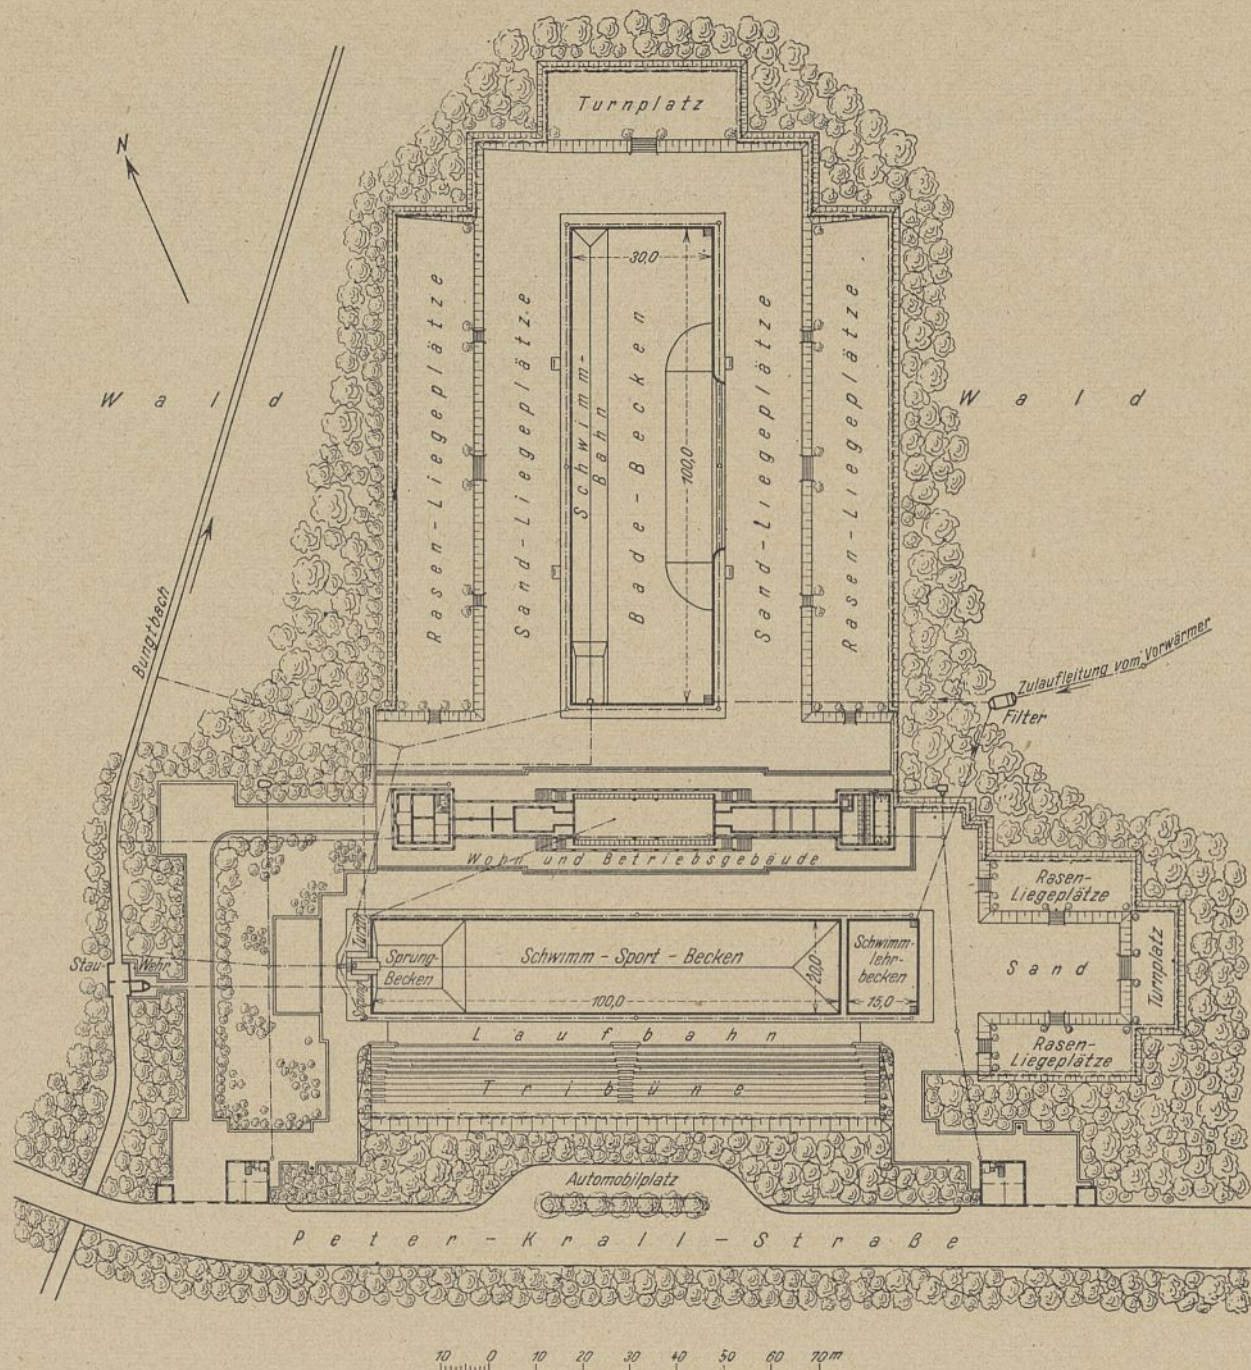 Turnplatz
N
30,0
Wald
Rasen-Liegeplätze
Sand-Liegeplätze
Schwimm-
Bahn
Bade-Becken
100,0
Sand-Liegeplätze
Rasen-Liegeplätze
Wald
Buingtbach
Zulaufleitung vom Vorwärmer
Filter
Wohn und Betriebsgebäude
Rasen-
Liegeplätze
Turm
Sprung-
Becken
Schwimm-Sport-Becken
20,0
Schwimm-
lehr-
becken
Sand
Turnplatz
Stau Wehr
100,0
15,0
Laufbahn
Rasen-
Liegeplätze
Tribüne
Automobilplatz
Peter-Krall-Straße
10 0 10 20 30 40 50 60 70m